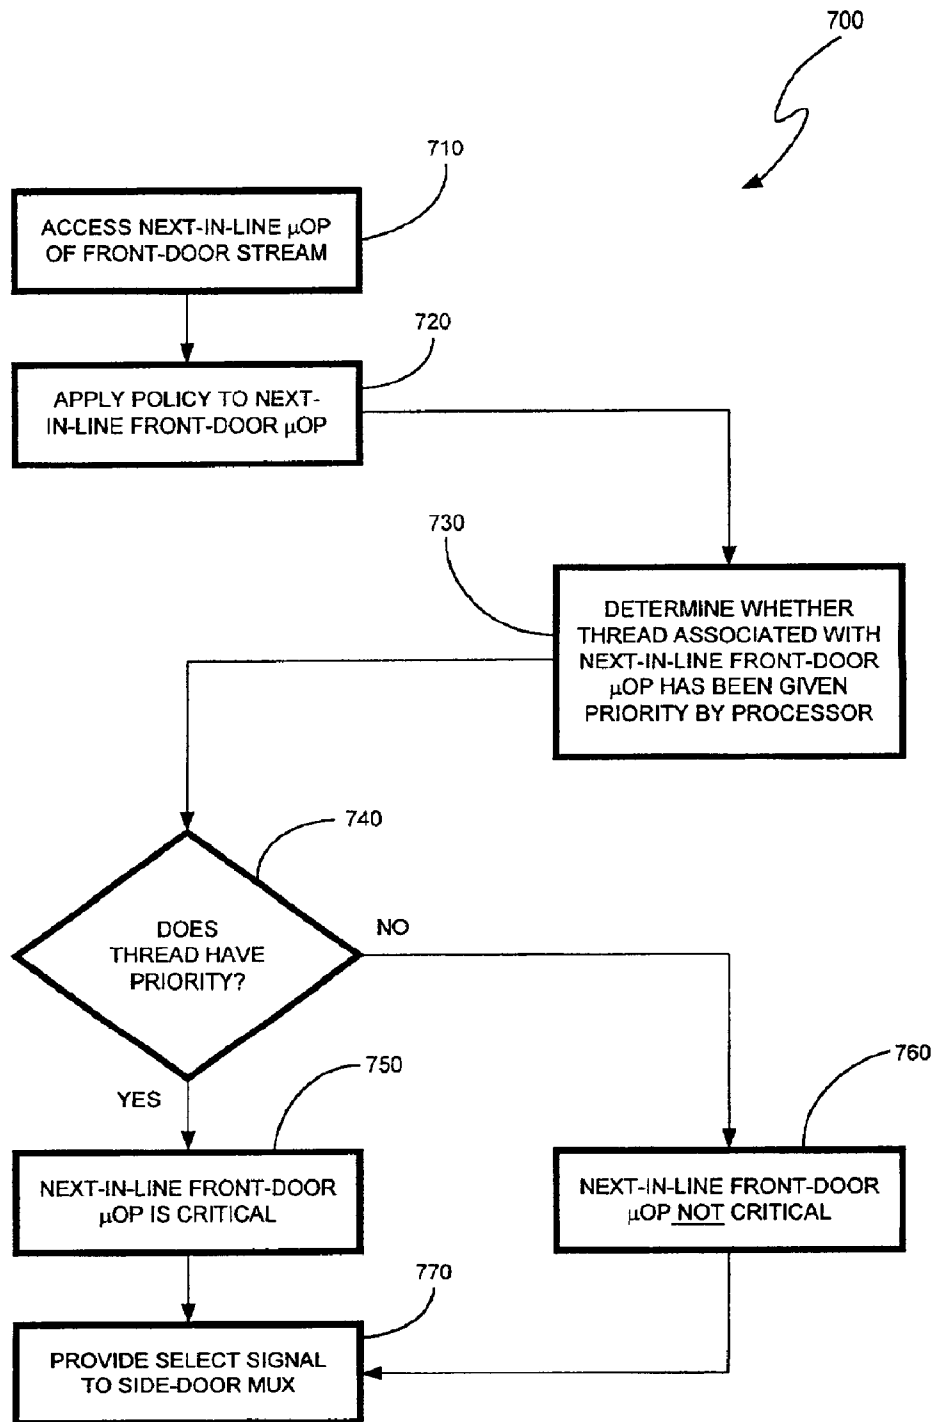 700
710
ACCESS NEXT-IN-LINE µOP
OF FRONT-DOOR STREAM
720
APPLY POLICY TO NEXT-
IN-LINE FRONT-DOOR µOP
730
DETERMINE WHETHER
THREAD ASSOCIATED WITH
NEXT-IN-LINE FRONT-DOOR
µOP HAS BEEN GIVEN
PRIORITY BY PROCESSOR
740
DOES
THREAD HAVE
PRIORITY?
NO
YES
750
NEXT-IN-LINE FRONT-DOOR
µOP IS CRITICAL
760
NEXT-IN-LINE FRONT-DOOR
µOP NOT CRITICAL
770
PROVIDE SELECT SIGNAL
TO SIDE-DOOR MUX